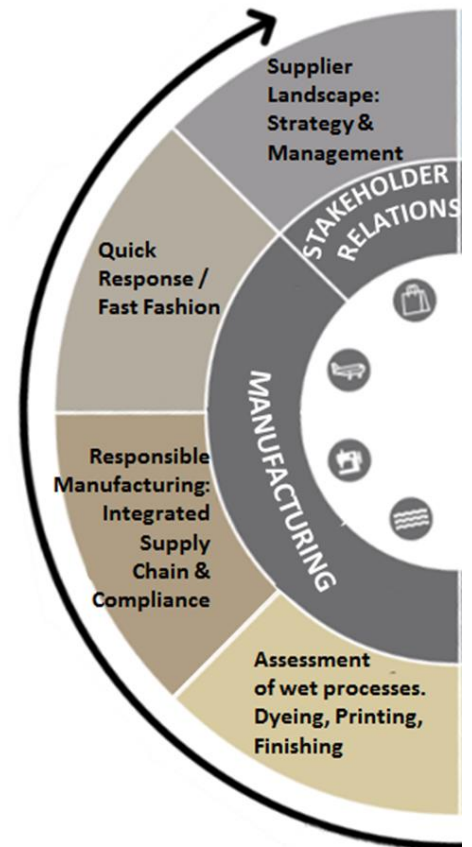 Supplier
Landscape:
Strategy &
Management
STAKEHOLDER
RELATIONS
Quick
Response /
Fast Fashion
MANUFACTURING
Responsible
Manufacturing:
Integrated
Supply
Chain &
Compliance
Assessment
of wet processes.
Dyeing, Printing,
Finishing